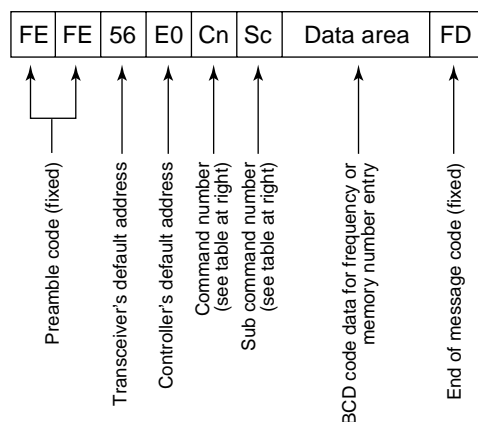 FE FE 56 E0 Cn Sc Data area FD
Preamble code (fixed)
Transceiver's default address
Controller's default address
Command number
(see table at right)
Sub command number
(see table at right)
BCD code data for frequency or
memory number entry
End of message code (fixed)